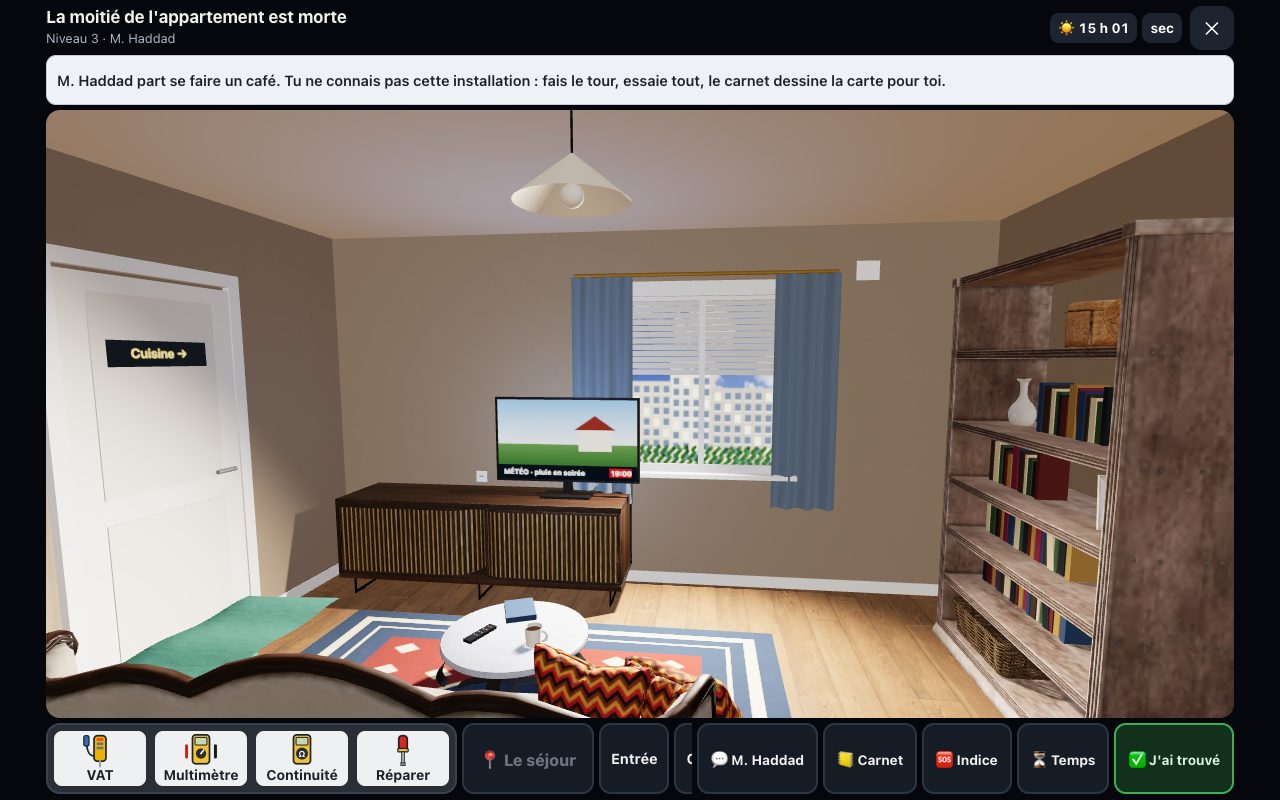 La moitié de l'appartement est morte
Niveau 3 · M. Haddad
☀️ 15 h 01
sec
M. Haddad part se faire un café. Tu ne connais pas cette installation : fais le tour, essaie tout, le carnet dessine la carte pour toi.
Cuisine →
MÉTÉO - pluie en soirée
19:00
VAT
Multimètre
Continuité
Réparer
📍 Le séjour
Entrée
💬 M. Haddad
📒 Carnet
🆘 Indice
⏳ Temps
✅ J'ai trouvé